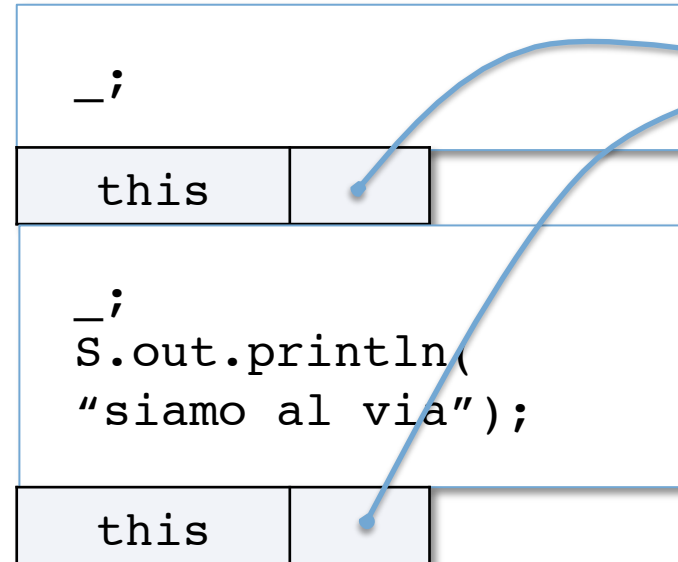 _;
this
_;
S.out.println(
“siamo al via”);
this